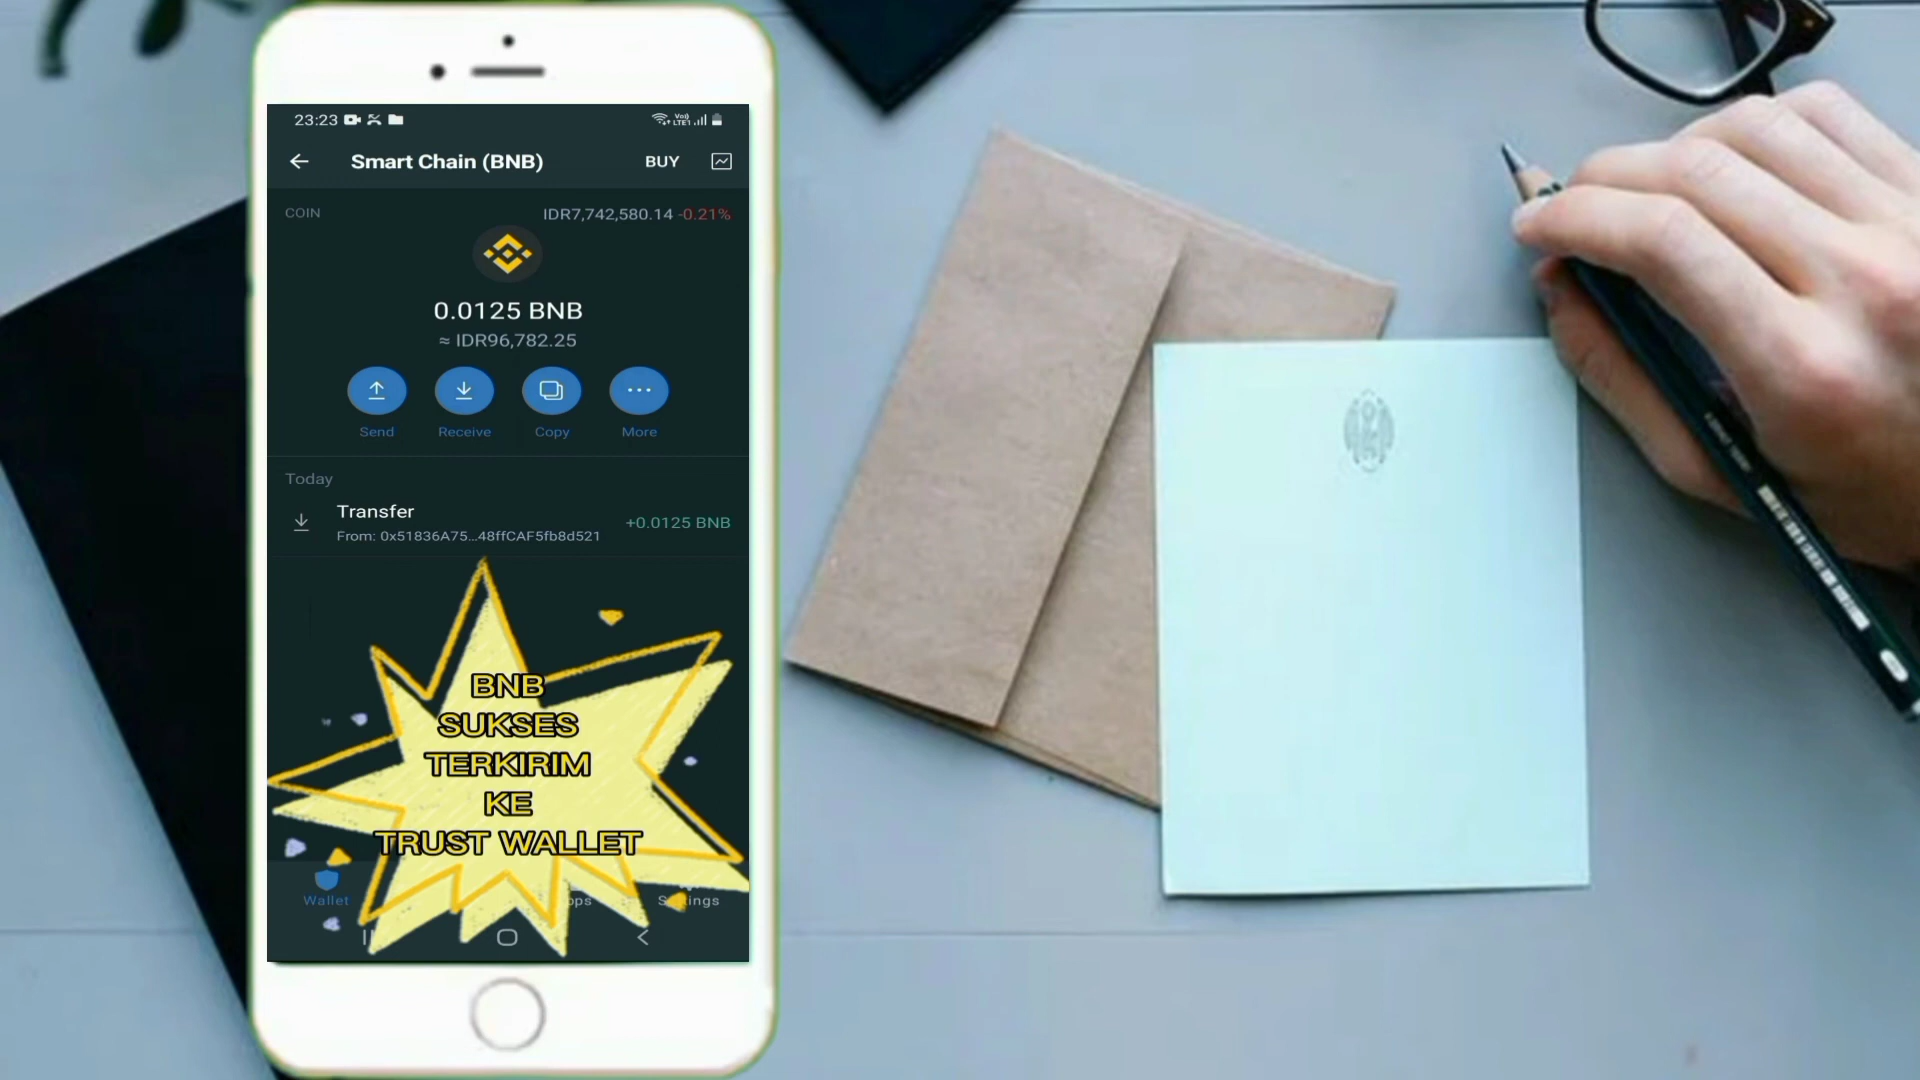 23:23
Smart Chain (BNB) BUY
COIN IDR7,742,580.14 -0.21%
0.0125 BNB
≈ IDR96,782.25
Send Receive Copy More
Today
Transfer
+0.0125 BNB
From: 0x51836A75...48ffCAF5fb8d521
BNB
SUKSES
TERKIRIM
KE
TRUST WALLET
Wallet